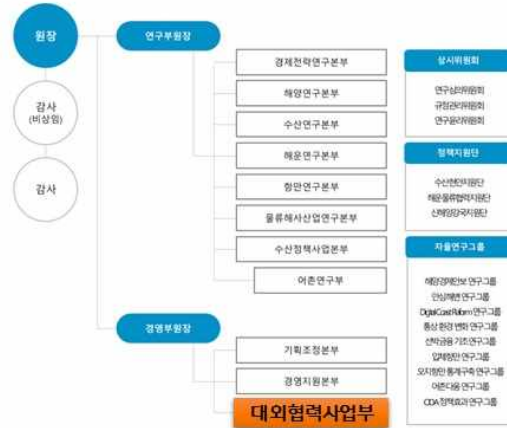 원장
감사
(비상임)
감사
연구부원장
경제전략연구본부
해양연구본부
수산연구본부
해운연구본부
항만연구본부
물류해사산업연구본부
수산정책사업본부
어촌연구부
경영부원장
기획조정본부
경영지원본부
대외협력사업부
상시위원회
연구심의위원회
규정관리위원회
연구윤리위원회
정책지원단
수산현안지원단
해운물류협력지원단
신해양강국지원단
자율연구그룹
해양경제안보 연구그룹
안심해변 연구그룹
연구그룹
통상 환경 변화 연구그룹
선박금융 기초 연구그룹
입체항만 연구그룹
오지항만 통계구축 연구그룹
어촌다움 연구그룹
ODA 정책효과 연구그룹